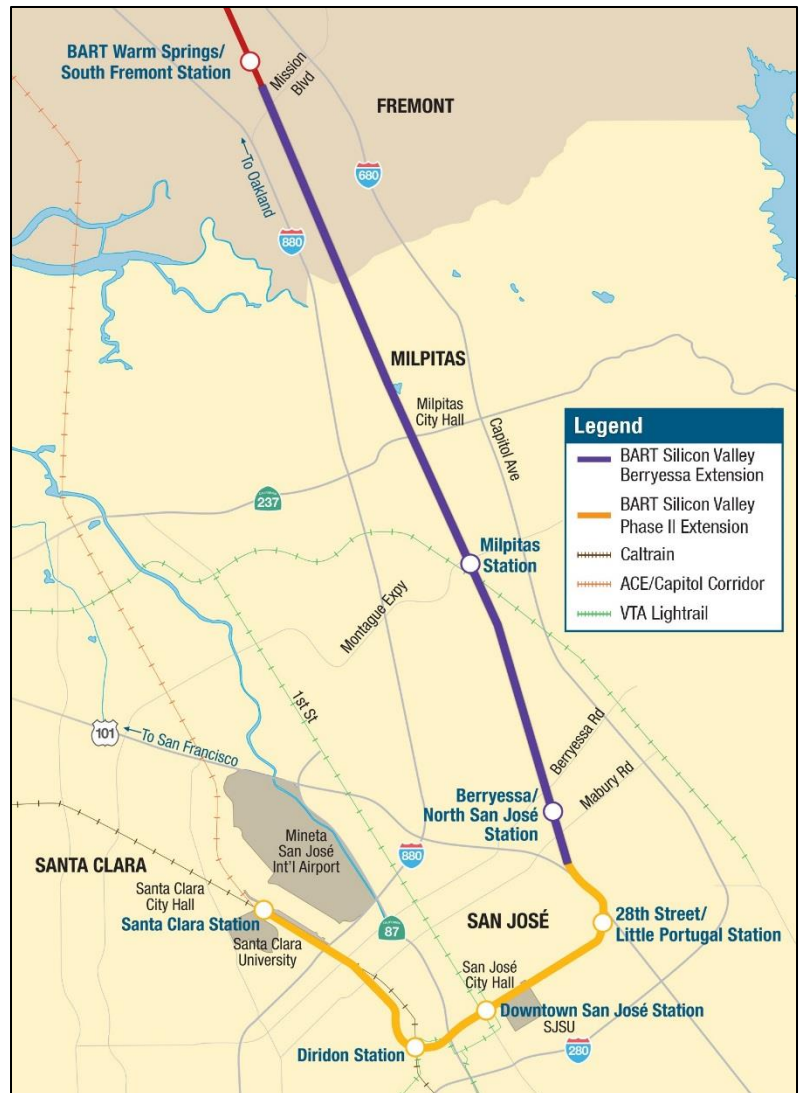 BART Warm Springs/
South Fremont Station
Mission
Blvd
FREMONT
To Oakland
680
880
MILPITAS
Milpitas
City Hall
Capitol Ave
Legend
BART Silicon Valley
Berryessa Extension
BART Silicon Valley
Phase II Extension
Caltrain
ACE/Capitol Corridor
VTA Lightrail
237
Milpitas
Station
Montague Expy
1st St
101
To San Francisco
Berryessa Rd
Mabury Rd
Berryessa/
North San José
Station
Mineta
San José
Int'l Airport
880
SANTA CLARA
Santa Clara
City Hall
Santa Clara Station
Santa Clara
University
87
SAN JOSÉ
28th Street/
Little Portugal Station
San José
City Hall
Downtown San José Station
SJSU
Diridon Station
280